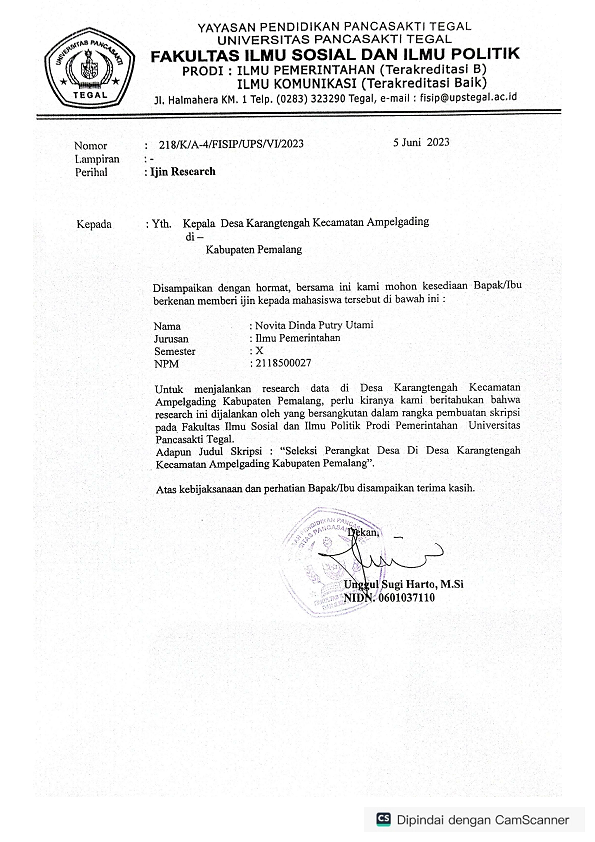 YAYASAN PENDIDIKAN PANCASAKTI TEGAL
UNIVERSITAS PANCASAKTI TEGAL
FAKULTAS ILMU SOSIAL DAN ILMU POLITIK
PRODI : ILMU PEMERINTAHAN (Terakreditasi B)
ILMU KOMUNIKASI (Terakreditasi Baik)
Jl. Halmahera KM. 1 Telp. (0283) 323290 Tegal, e-mail : fisip@upstegal.ac.id
UNIVERSITAS PANCASAKTI
TEGAL
Nomor : 218/K/A-4/FISIP/UPS/VI/2023 5 Juni 2023
Lampiran : -
Perihal : Ijin Research
Kepada : Yth. Kepala Desa Karangtengah Kecamatan Ampelgading
di –
Kabupaten Pemalang
Disampaikan dengan hormat, bersama ini kami mohon kesediaan Bapak/Ibu
berkenan memberi ijin kepada mahasiswa tersebut di bawah ini :
Nama : Novita Dinda Putry Utami
Jurusan : Ilmu Pemerintahan
Semester : X
NPM : 2118500027
Untuk menjalankan research data di Desa Karangtengah Kecamatan
Ampelgading Kabupaten Pemalang, perlu kiranya kami beritahukan bahwa
research ini dijalankan oleh yang bersangkutan dalam rangka pembuatan skripsi
pada Fakultas Ilmu Sosial dan Ilmu Politik Prodi Pemerintahan Universitas
Pancasakti Tegal.
Adapun Judul Skripsi : “Seleksi Perangkat Desa Di Desa Karangtengah
Kecamatan Ampelgading Kabupaten Pemalang”.
Atas kebijaksanaan dan perhatian Bapak/Ibu disampaikan terima kasih.
Dekan,
Unggul Sugi Harto, M.Si
NIDN. 0601037110
CS Dipindai dengan CamScanner